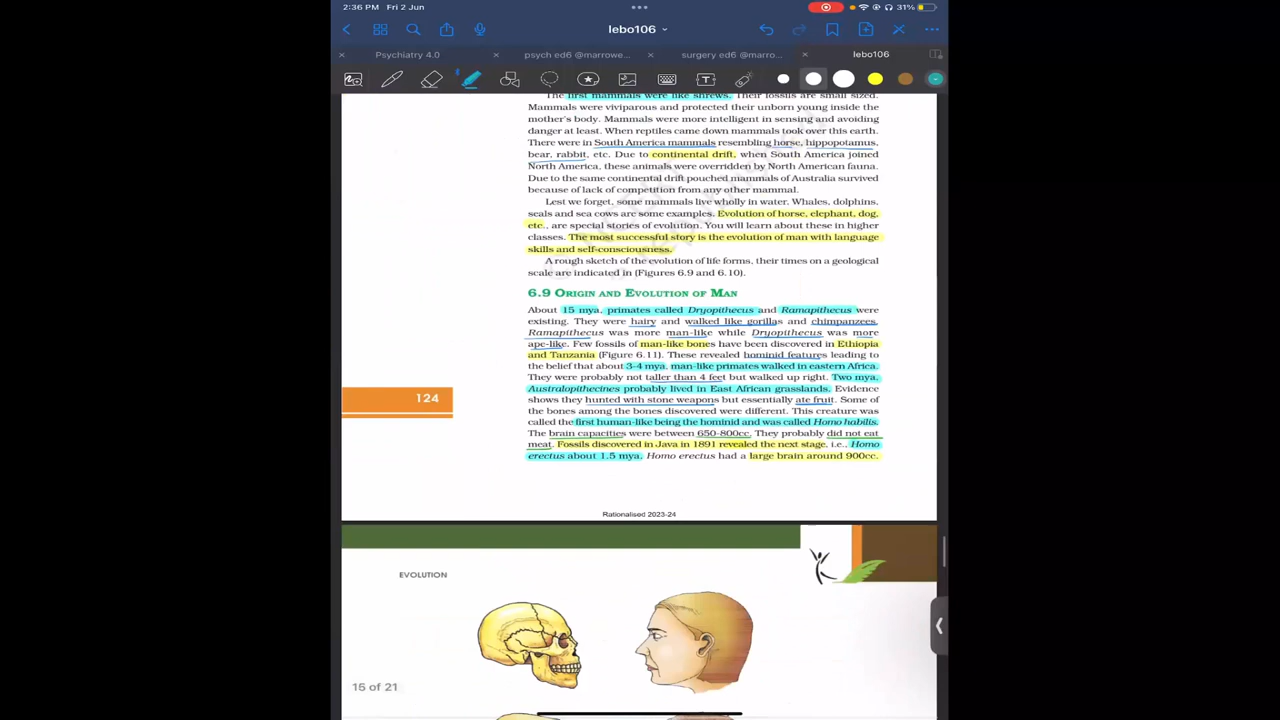 2:36 PM Fri 2 Jun
31%
lebo106
Psychiatry 4.0
psych ed6 @marrowe...
surgery ed6 @marro...
lebo106
The first mammals were like shrews. Their fossils are small sized.
Mammals were viviparous and protected their unborn young inside the
mother's body. Mammals were more intelligent in sensing and avoiding
danger at least. When reptiles came down mammals took over this earth.
There were in South America mammals resembling horse, hippopotamus,
bear, rabbit, etc. Due to continental drift, when South America joined
North America, these animals were overridden by North American fauna.
Due to the same continental drift pouched mammals of Australia survived
because of lack of competition from any other mammal.
Lest we forget, some mammals live wholly in water. Whales, dolphins,
seals and sea cows are some examples. Evolution of horse, elephant, dog,
etc., are special stories of evolution. You will learn about these in higher
classes. The most successful story is the evolution of man with language
skills and self-consciousness.
A rough sketch of the evolution of life forms, their times on a geological
scale are indicated in (Figures 6.9 and 6.10).
6.9 ORIGIN AND EVOLUTION OF MAN
About 15 mya, primates called Dryopithecus and Ramapithecus were
existing. They were hairy and walked like gorillas and chimpanzees.
Ramapithecus was more man-like while Dryopithecus was more
ape-like. Few fossils of man-like bones have been discovered in Ethiopia
and Tanzania (Figure 6.11). These revealed hominid features leading to
the belief that about 3-4 mya, man-like primates walked in eastern Africa.
They were probably not taller than 4 feet but walked up right. Two mya,
Australopithecines probably lived in East African grasslands. Evidence
shows they hunted with stone weapons but essentially ate fruit. Some of
the bones among the bones discovered were different. This creature was
called the first human-like being the hominid and was called Homo habilis.
The brain capacities were between 650-800cc. They probably did not eat
meat. Fossils discovered in Java in 1891 revealed the next stage, i.e., Homo
erectus about 1.5 mya. Homo erectus had a large brain around 900cc.
124
Rationalised 2023-24
EVOLUTION
15 of 21